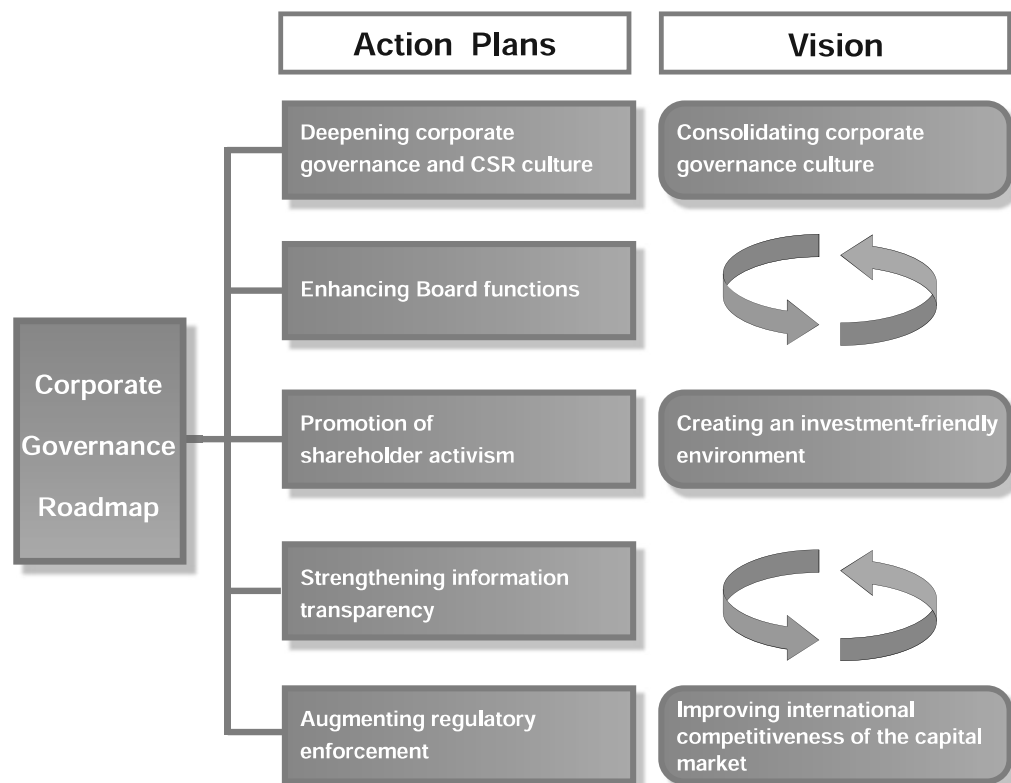 Action Plans
Vision
Corporate
Governance
Roadmap
Deepening corporate
governance and CSR culture
Consolidating corporate
governance culture
Enhancing Board functions
Promotion of
shareholder activism
Creating an investment-friendly
environment
Strengthening information
transparency
Augmenting regulatory
enforcement
Improving international
competitiveness of the capital
market